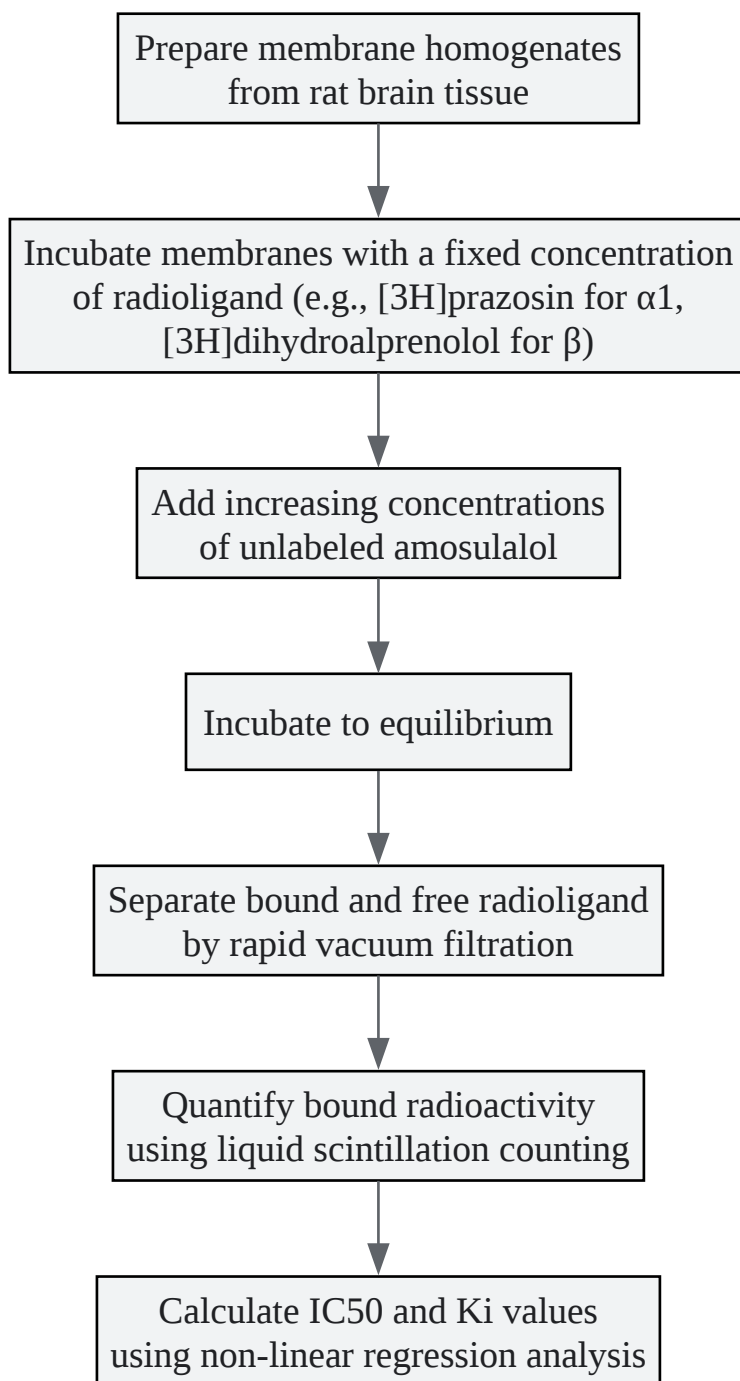 Prepare membrane homogenates
from rat brain tissue
Incubate membranes with a fixed concentration
of radioligand (e.g., [3H]prazosin for α1,
[3H]dihydroalprenolol for β)
Add increasing concentrations
of unlabeled amosulalol
Incubate to equilibrium
Separate bound and free radioligand
by rapid vacuum filtration
Quantify bound radioactivity
using liquid scintillation counting
Calculate IC50 and Ki values
using non-linear regression analysis